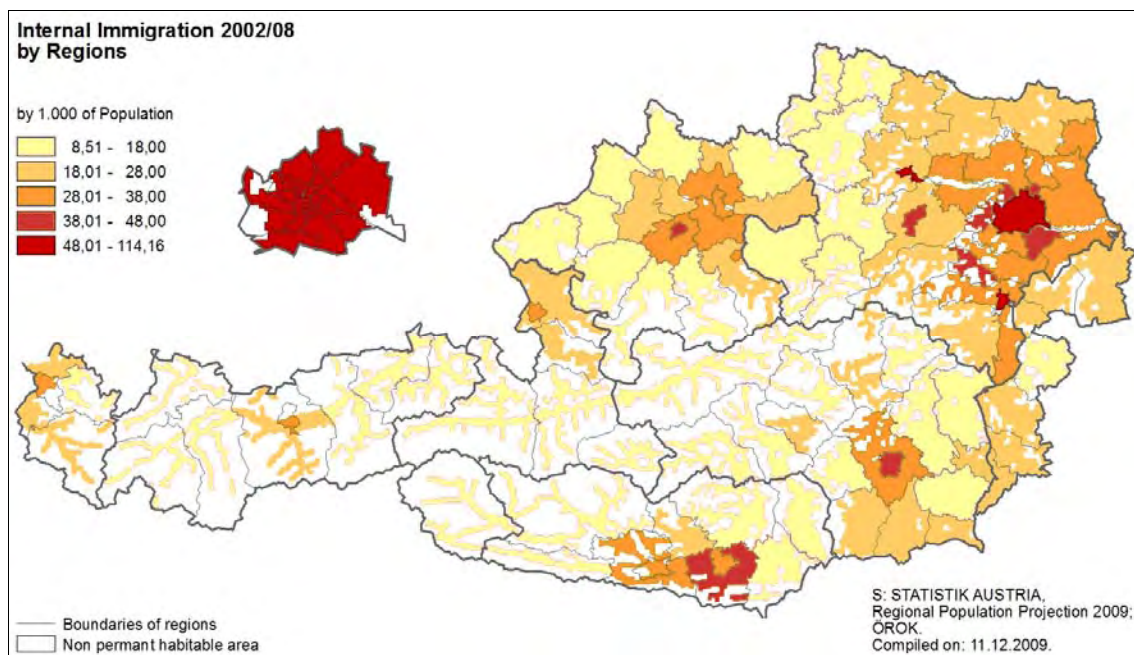 Internal Immigration 2002/08
by Regions
by 1.000 of Population
8,51 - 18,00
18,01 - 28,00
28,01 - 38,00
38,01 - 48,00
48,01 - 114,16
Boundaries of regions
Non permant habitable area
S: STATISTIK AUSTRIA,
Regional Population Projection 2009;
ÖROK.
Compiled on: 11.12.2009.